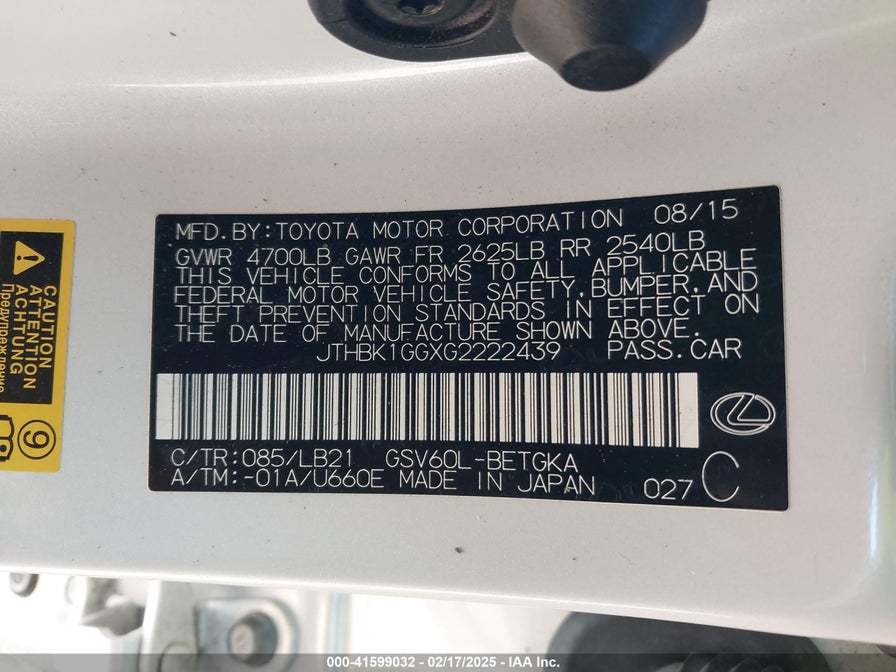 MFD.BY:TOYOTA MOTOR CORPORATION 08/15
GVWR 4700LB GAWR FR 2625LB RR 2540LB
THIS VEHICLE CONFORMS TO ALL APPLICABLE
FEDERAL MOTOR VEHICLE SAFETY,BUMPER,AND
THEFT PREVENTION STANDARDS IN EFFECT ON
THE DATE OF MANUFACTURE SHOWN ABOVE.
JTHBK1GGXG2222439 PASS.CAR
C/TR:085/LB21 GSV60L-BETGKA
A/TM:-01A/U660E MADE IN JAPAN 027 C
CAUTION
ATTENTION
ACHTUNG
Предупреждение
9
000-41599032 - 02/17/2025 - IAA Inc.